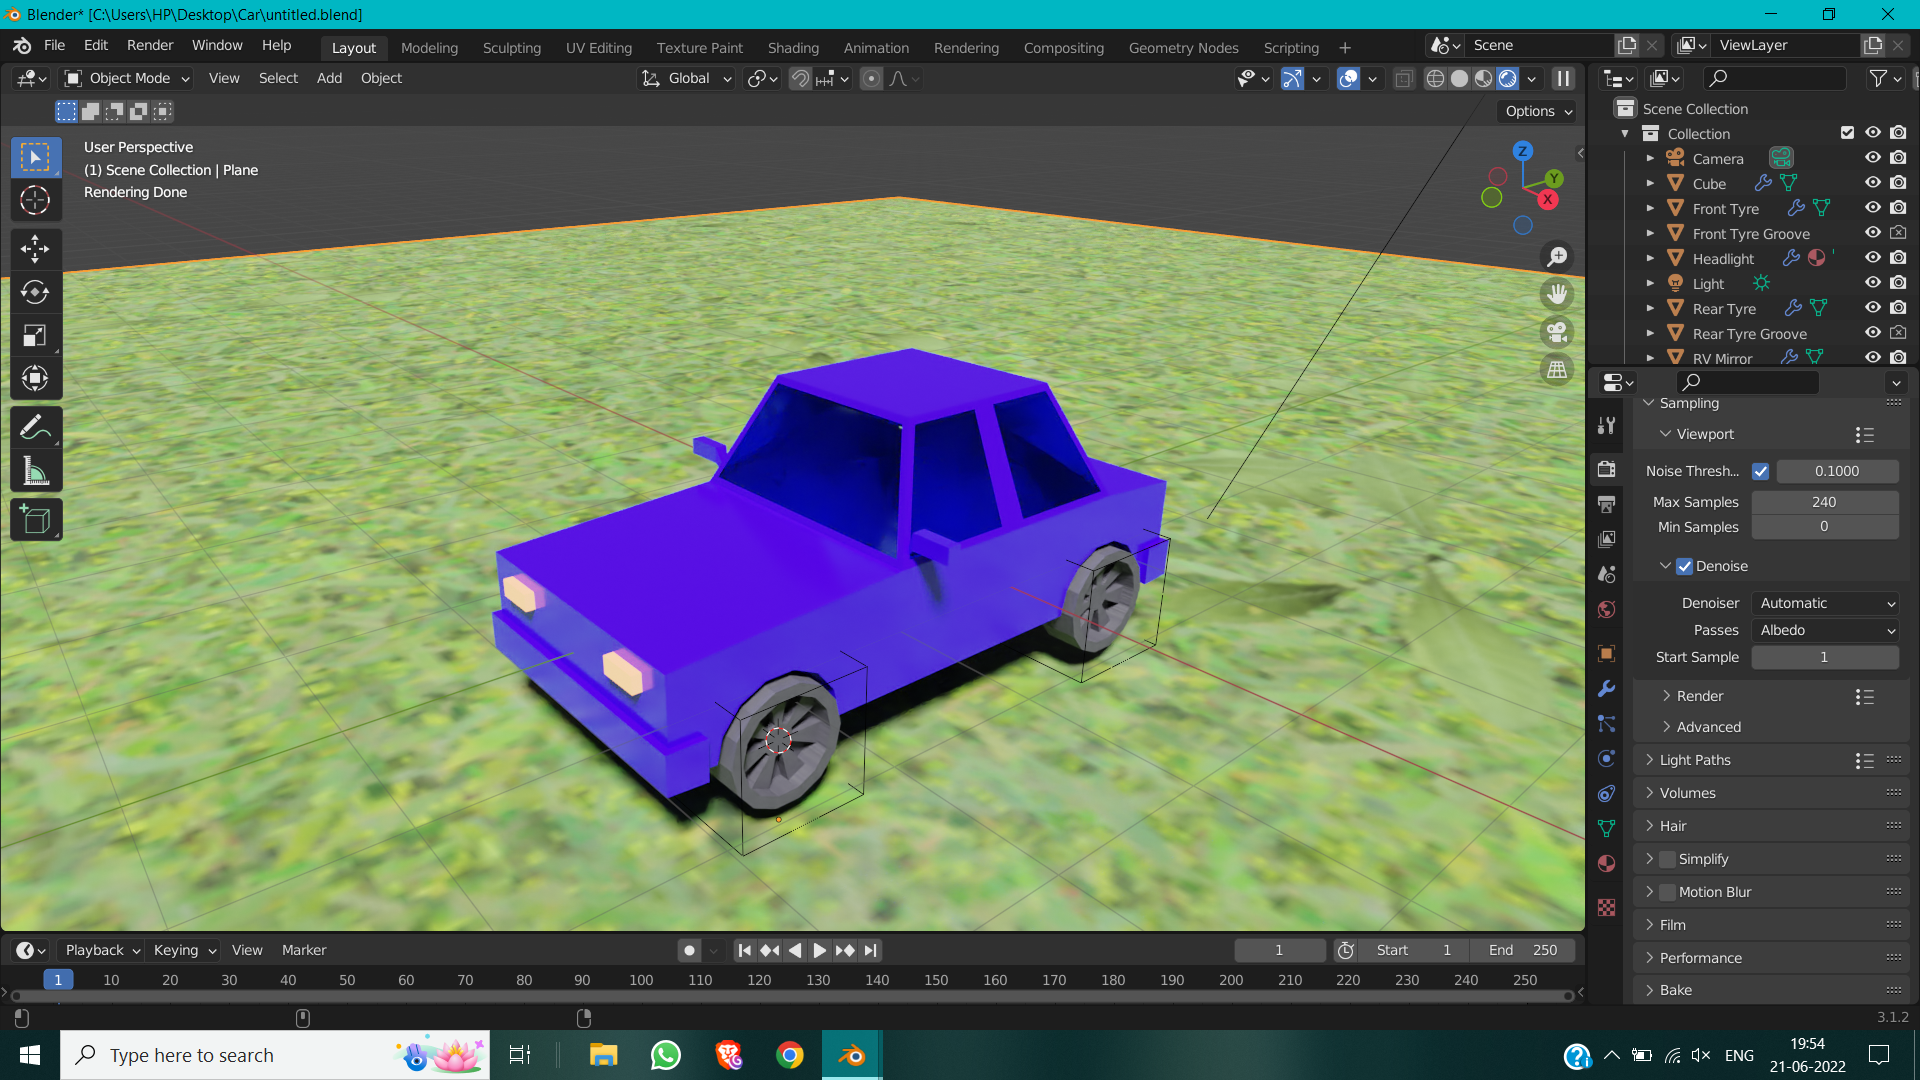 Blender* [C:\Users\HP\Desktop\Car\untitled.blend]
File Edit Render Window Help
Layout Modeling Sculpting UV Editing Texture Paint Shading Animation Rendering Compositing Geometry Nodes Scripting
Scene
ViewLayer
Object Mode View Select Add Object
Global
Options
User Perspective
(1) Scene Collection | Plane
Rendering Done
Z
Y
X
Scene Collection
Collection
Camera
Cube
Front Tyre
Front Tyre Groove
Headlight
Light
Rear Tyre
Rear Tyre Groove
RV Mirror
Sampling
Viewport
Noise Thresh... 0.1000
Max Samples 240
Min Samples 0
Denoise
Denoiser Automatic
Passes Albedo
Start Sample 1
Render
Advanced
Light Paths
Volumes
Hair
Simplify
Motion Blur
Film
Performance
Bake
Playback Keying View Marker
1 Start 1 End 250
1 10 20 30 40 50 60 70 80 90 100 110 120 130 140 150 160 170 180 190 200 210 220 230 240 250
3.1.2
Type here to search
ENG
19:54
21-06-2022